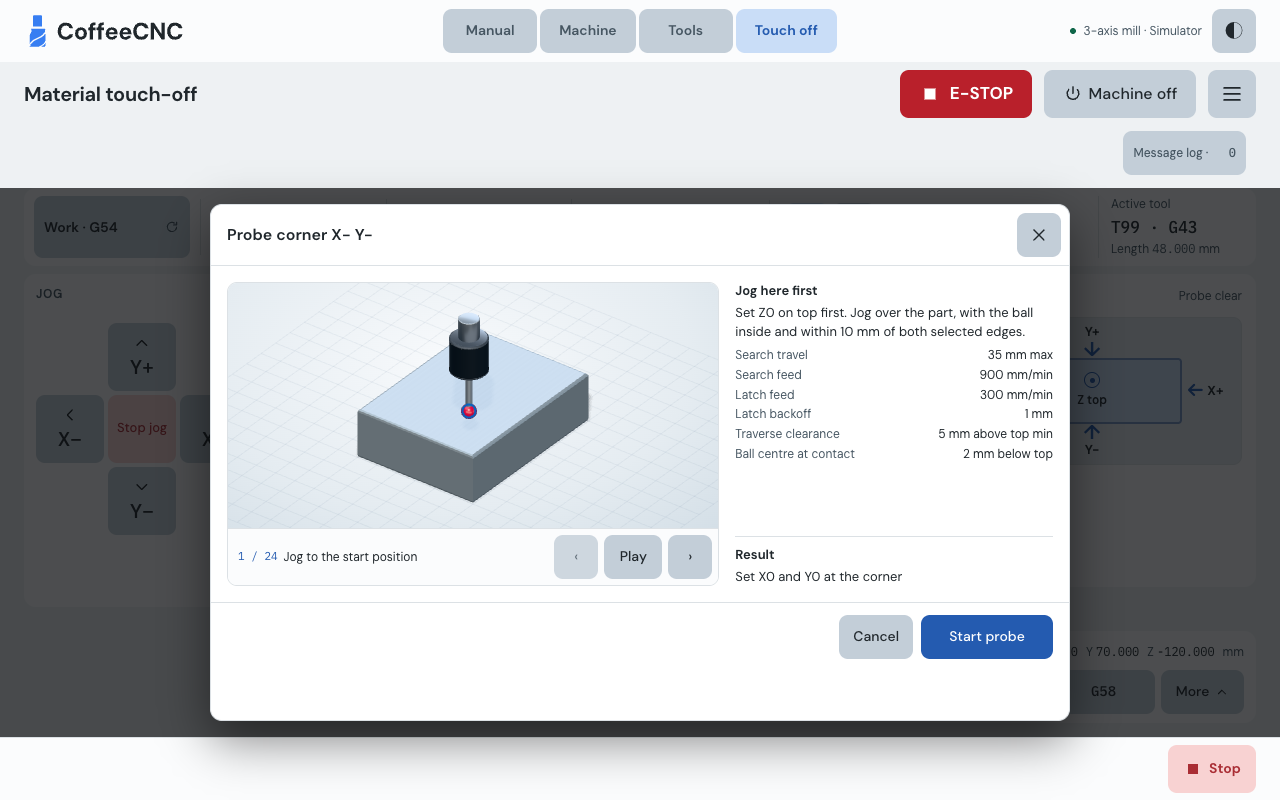 CoffeeCNC
Manual
Machine
Tools
Touch off
3-axis mill · Simulator
Material touch-off
E-STOP
Machine off
Message log · 0
Work · G54
Active tool
T99 · G43
Length 48.000 mm
JOG
Probe clear
Y+
X-
Stop jog
X
Y-
Y+
X+
Z top
Y-
0 Y 70.000 Z -120.000 mm
G58
More
Probe corner X- Y-
Jog here first
Set Z0 on top first. Jog over the part, with the ball
inside and within 10 mm of both selected edges.
Search travel 35 mm max
Search feed 900 mm/min
Latch feed 300 mm/min
Latch backoff 1 mm
Traverse clearance 5 mm above top min
Ball centre at contact 2 mm below top
1 / 24 Jog to the start position
‹
Play
›
Result
Set X0 and Y0 at the corner
Cancel
Start probe
Stop